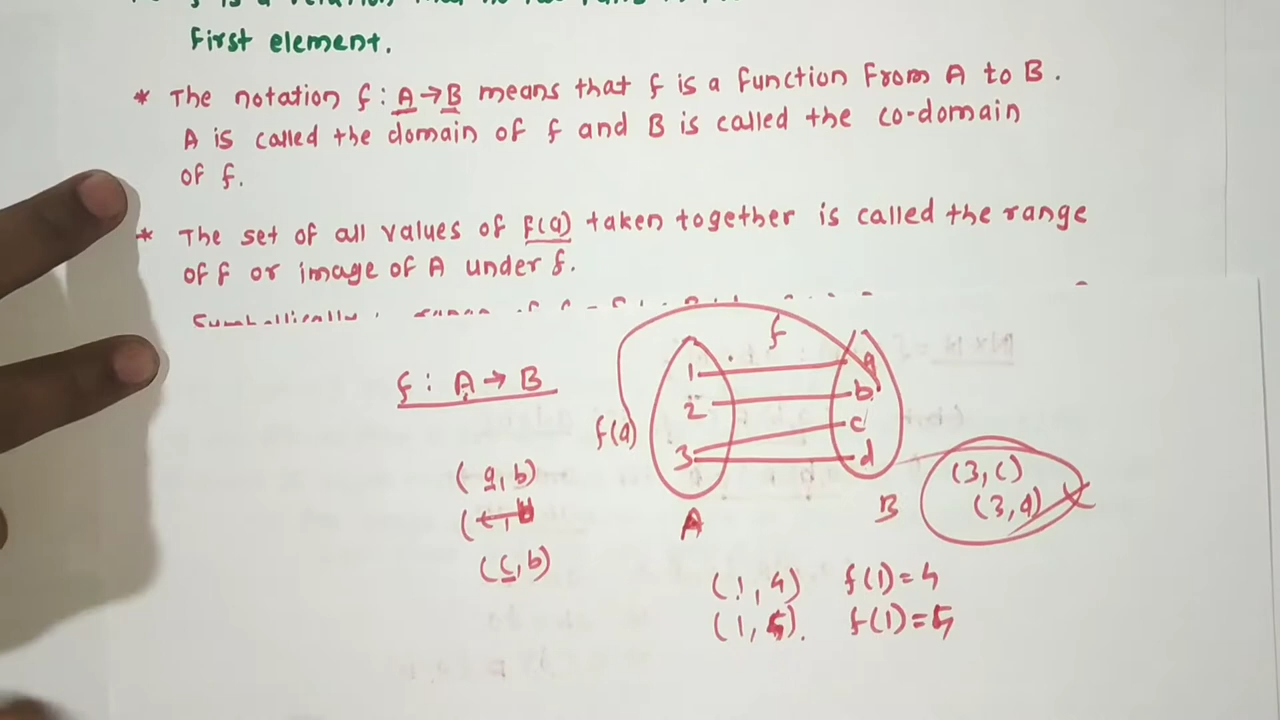 First element.
* The notation f : A → B means that f is a function From A to B .
A is called the domain of f and B is called the co-domain
of f.
* The set of all values of F(a) taken together is called the range
of f or image of A under f.
f : A → B
f
1
2
3
a
b
c
d
f(a)
A
B
(a, b)
(c, b)
(3, c)
(3, d)
(1, 4) f(1) = 4
(1, 5). f(1) = 5